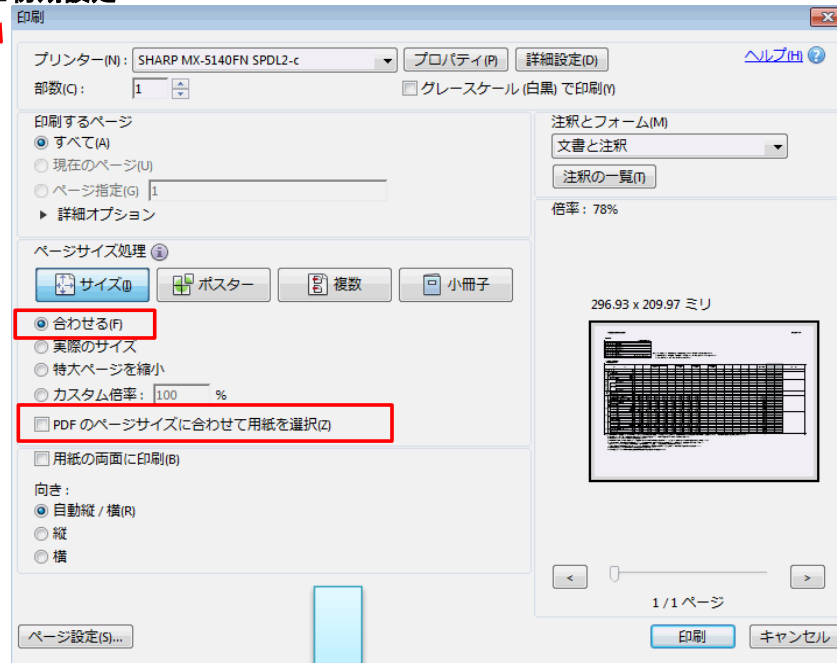 印刷
プリンター(N): SHARP MX-5140FN SPDL2-c プロパティ(P) 詳細設定(D) ヘルプ(H)
部数(C): 1 グレースケール (白黒) で印刷(Y)
印刷するページ
すべて(A)
現在のページ(U)
ページ指定(G) 1
詳細オプション
注釈とフォーム(M)
文書と注釈
注釈の一覧(T)
ページサイズ処理
サイズ(I) ポスター 複数 小冊子
合わせる(F)
実際のサイズ
特大ページを縮小
カスタム倍率: 100 %
PDF のページサイズに合わせて用紙を選択(Z)
用紙の両面に印刷(B)
向き:
自動縦 / 横(R)
縦
横
倍率: 78%
296.93 x 209.97 ミリ
< >
1 / 1 ページ
ページ設定(S)... 印刷 キャンセル